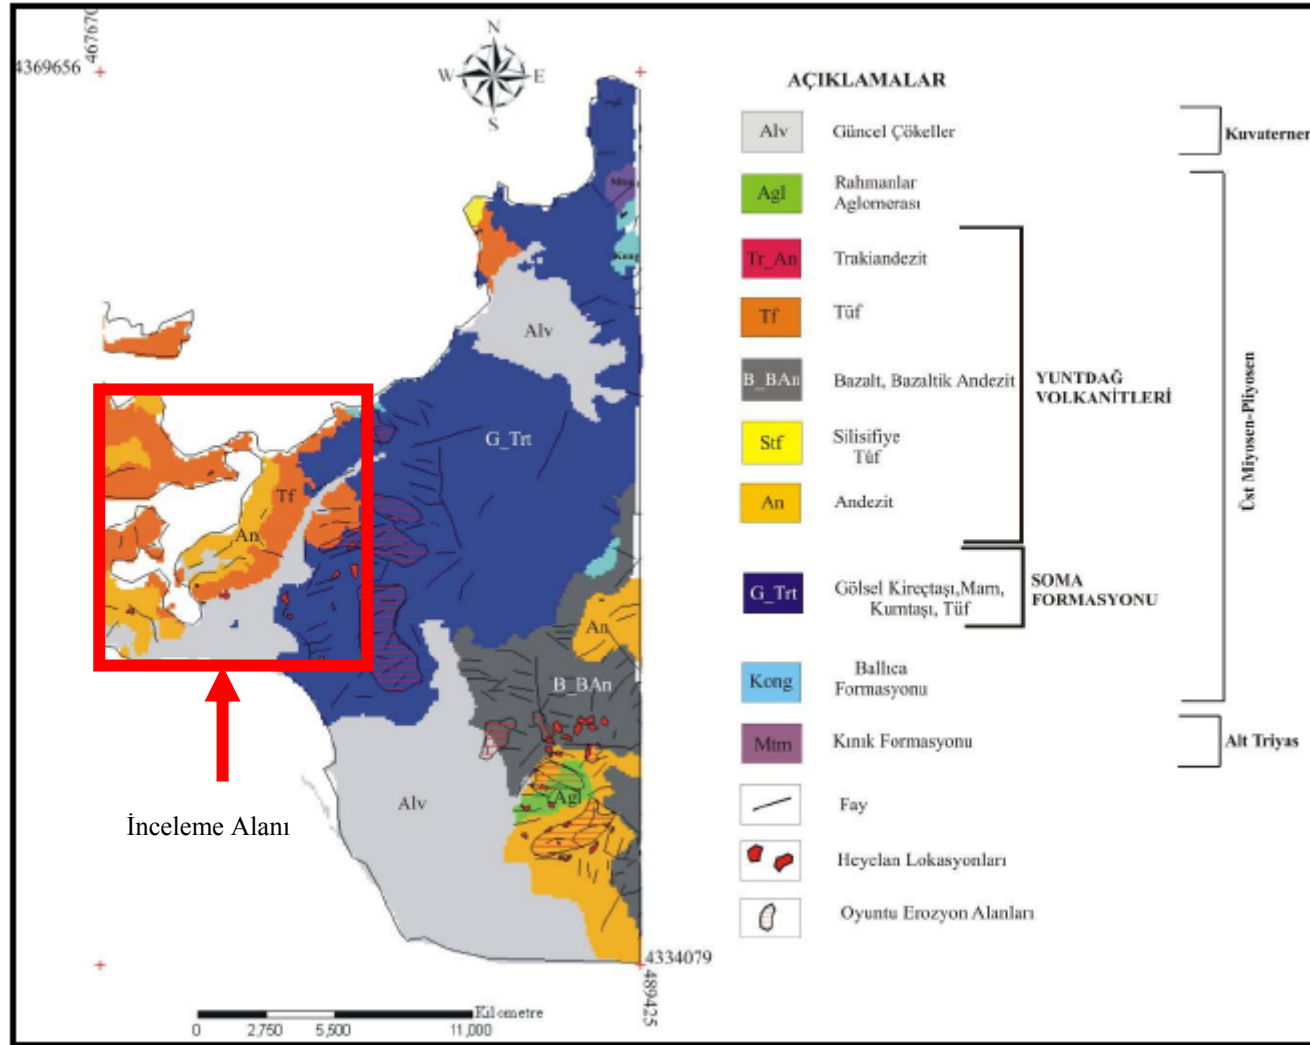 467670
4369656
N
W
E
S
AÇIKLAMALAR
Alv
Güncel Çökeller
Kuvaterner
Agl
Rahmanlar
Aglomerası
Tr_An
Trakiandezit
Tf
Tüf
B_BAn
Bazalt, Bazaltik Andezit
YUNTDAĞ
VOLKANİTLERİ
Stf
Silisifiye
Tüf
An
Andezit
Üst Miyosen-Pliyosen
G_Trt
Gölsel Kireçtaşı,Marn,
Kumtaşı, Tüf
SOMA
FORMASYONU
Kong
Ballıca
Formasyonu
Mtm
Kınık Formasyonu
Alt Triyas
Fay
Heyelan Lokasyonları
Oyuntu Erozyon Alanları
Kong
Alv
G_Trt
Tf
An
An
B_BAn
Agl
Alv
İnceleme Alanı
4334079
489425
Kilometre
0
2,750
5,500
11,000